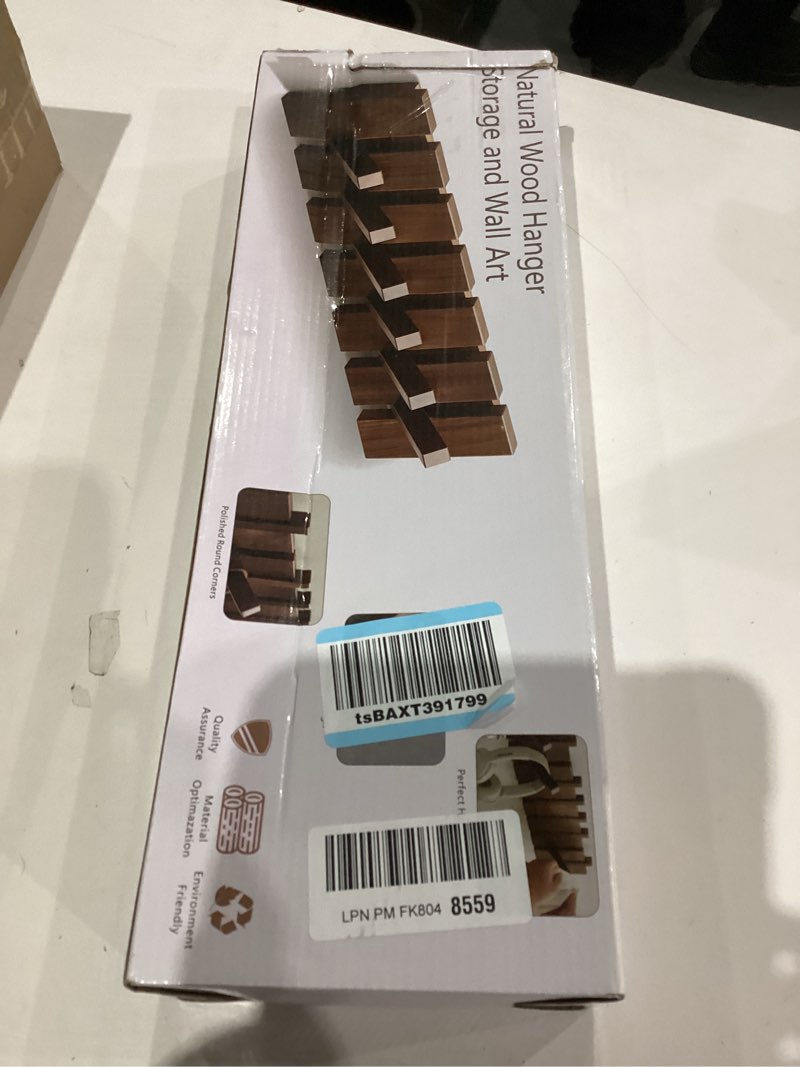 Natural Wood Hanger
Storage and Wall Art
Polished Round Corners
tsBAXT391799
Perfect
LPN PM FK804 8559
Quality
Assurance
Material
Optimazation
Environment
Friendly